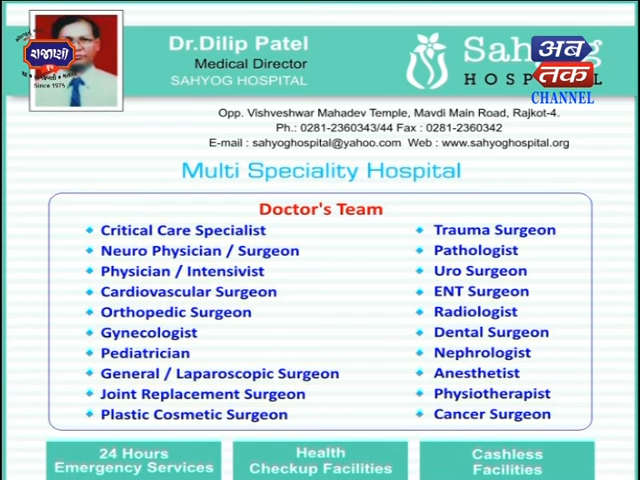 રાજાણી
Since 1975
Dr.Dilip Patel
Medical Director
SAHYOG HOSPITAL
Sahyog
HOSPITAL
अब
तक
CHANNEL
Opp. Vishveshwar Mahadev Temple, Mavdi Main Road, Rajkot-4.
Ph.: 0281-2360343/44 Fax : 0281-2360342
E-mail : sahyoghospital@yahoo.com Web : www.sahyoghospital.org
Multi Speciality Hospital
Doctor's Team
Critical Care Specialist
Neuro Physician / Surgeon
Physician / Intensivist
Cardiovascular Surgeon
Orthopedic Surgeon
Gynecologist
Pediatrician
General / Laparoscopic Surgeon
Joint Replacement Surgeon
Plastic Cosmetic Surgeon
Trauma Surgeon
Pathologist
Uro Surgeon
ENT Surgeon
Radiologist
Dental Surgeon
Nephrologist
Anesthetist
Physiotherapist
Cancer Surgeon
24 Hours
Emergency Services
Health
Checkup Facilities
Cashless
Facilities